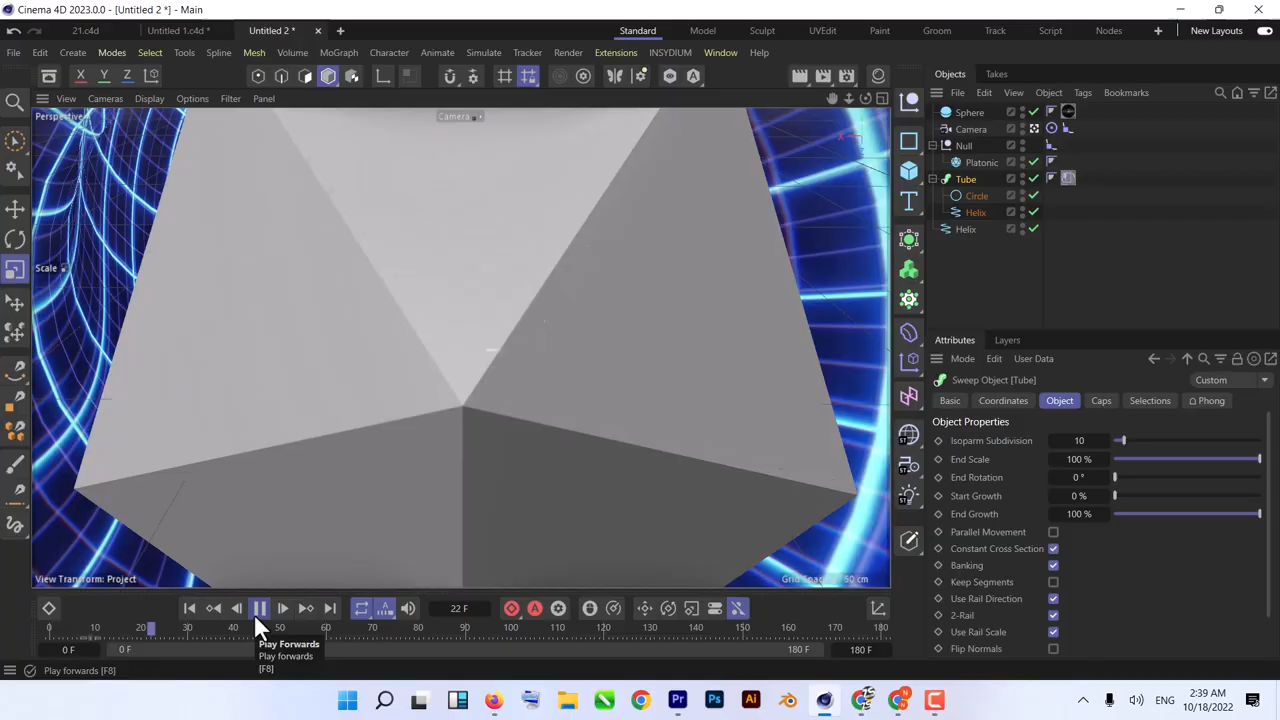 Cinema 4D 2023.0.0 - [Untitled 2 *] - Main
21.c4d
Untitled 1.c4d *
Untitled 2 *
Standard
Model
Sculpt
UVEdit
Paint
Groom
Track
Script
Nodes
New Layouts
File Edit Create Modes Select Tools Spline Mesh Volume MoGraph Character Animate Simulate Tracker Render Extensions INSYDIUM Window Help
X Y Z
Objects Takes
View Cameras Display Options Filter Panel
File Edit View Object Tags Bookmarks
Perspective
Camera
Sphere
Camera
Null
Platonic
Tube
Circle
Helix
Helix
Scale
Attributes Layers
Mode Edit User Data
Sweep Object [Tube]
Custom
Basic Coordinates Object Caps Selections Phong
Object Properties
Isoparm Subdivision 10
End Scale 100 %
End Rotation 0 °
Start Growth 0 %
End Growth 100 %
Parallel Movement
Constant Cross Section
Banking
Keep Segments
Use Rail Direction
2-Rail
Use Rail Scale
Flip Normals
View Transform: Project
22 F
0 20 30 40 50 60 70 80 90 100 110 120 130 140 150 160 170 180
0 F 0 F 180 F 180 F
Play Forwards
Play forwards
[F8]
Play forwards [F8]
ENG
2:39 AM
10/18/2022